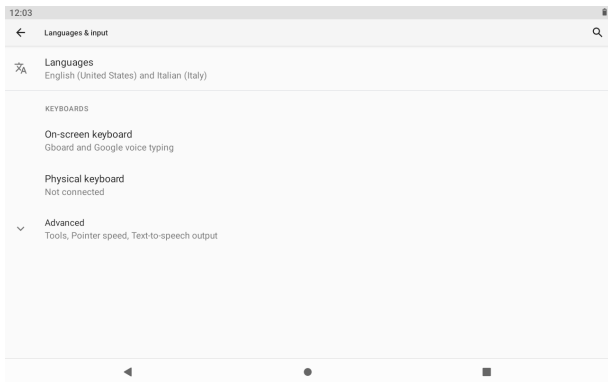 12:03
Languages & input
Languages
English (United States) and Italian (Italy)
KEYBOARDS
On-screen keyboard
Gboard and Google voice typing
Physical keyboard
Not connected
Advanced
Tools, Pointer speed, Text-to-speech output